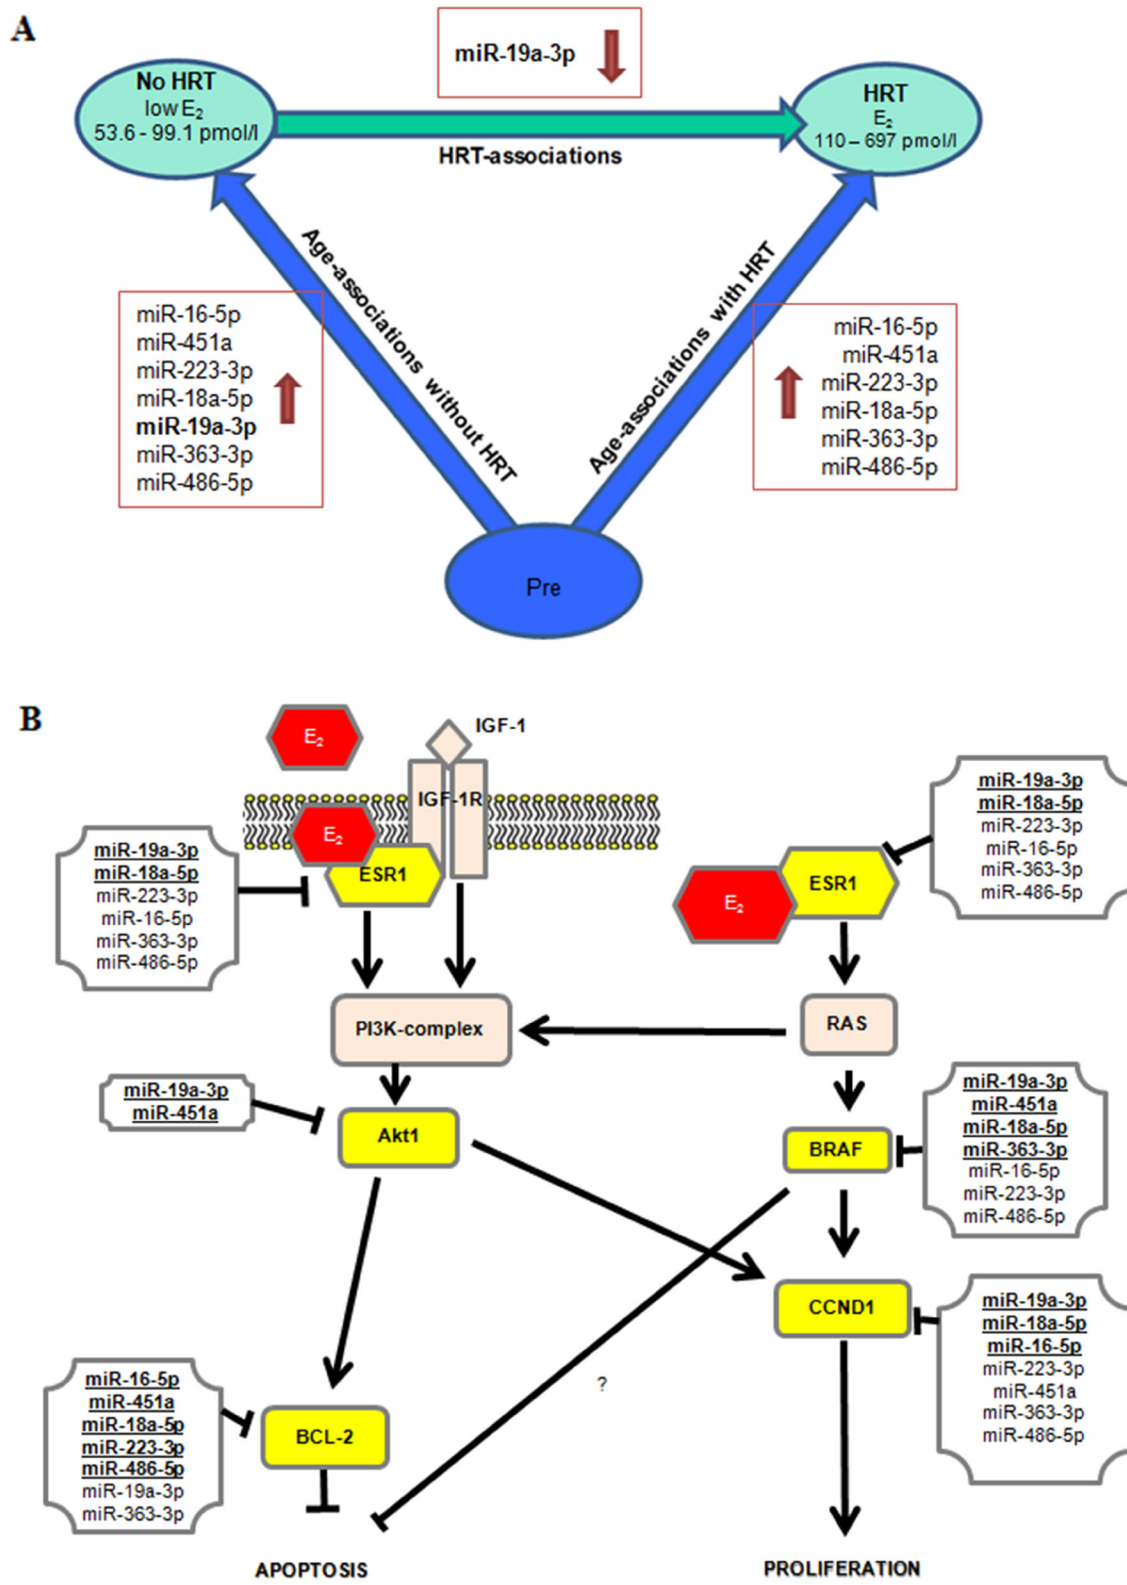 A
miR-19a-3p
No HRT
low E₂
53.6 - 99.1 pmol/l
HRT
E₂
110 – 697 pmol/l
HRT-associations
Age-associations without HRT
Age-associations with HRT
miR-16-5p
miR-451a
miR-223-3p
miR-18a-5p
miR-19a-3p
miR-363-3p
miR-486-5p
miR-16-5p
miR-451a
miR-223-3p
miR-18a-5p
miR-363-3p
miR-486-5p
Pre
B
E₂
IGF-1
IGF-1R
E₂
ESR1
miR-19a-3p
miR-18a-5p
miR-223-3p
miR-16-5p
miR-363-3p
miR-486-5p
miR-19a-3p
miR-18a-5p
miR-223-3p
miR-16-5p
miR-363-3p
miR-486-5p
ESR1
E₂
PI3K-complex
RAS
miR-19a-3p
miR-451a
Akt1
BRAF
miR-19a-3p
miR-451a
miR-18a-5p
miR-363-3p
miR-16-5p
miR-223-3p
miR-486-5p
CCND1
miR-19a-3p
miR-18a-5p
miR-16-5p
miR-223-3p
miR-451a
miR-363-3p
miR-486-5p
?
miR-16-5p
miR-451a
miR-18a-5p
miR-223-3p
miR-486-5p
miR-19a-3p
miR-363-3p
BCL-2
APOPTOSIS
PROLIFERATION